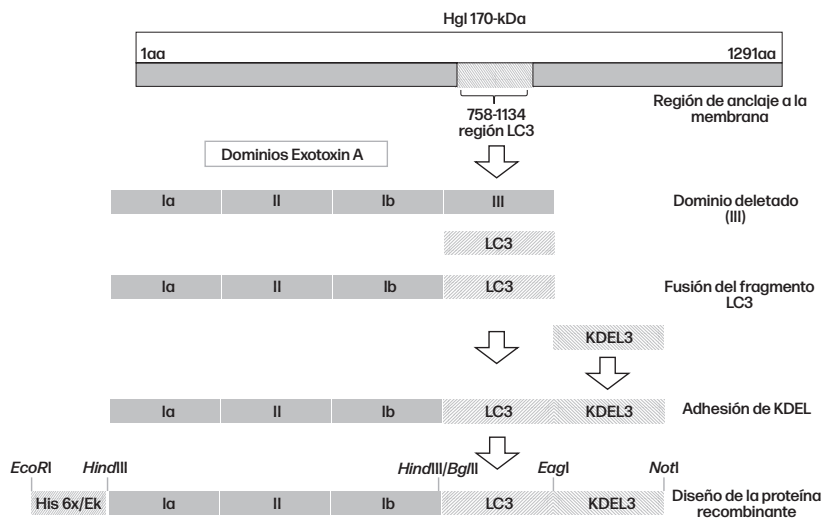 Hgl 170-kDa
1aa 1291aa
Región de anclaje a la
membrana
758-1134
región LC3
Dominios Exotoxin A
Ia II Ib III
Dominio deletado
(III)
LC3
Ia II Ib LC3
Fusión del fragmento
LC3
KDEL3
Ia II Ib LC3 KDEL3
Adhesión de KDEL
EcoRI HindIII HindIII/BglII EagI NotI
His 6x/Ek Ia II Ib LC3 KDEL3
Diseño de la proteína
recombinante